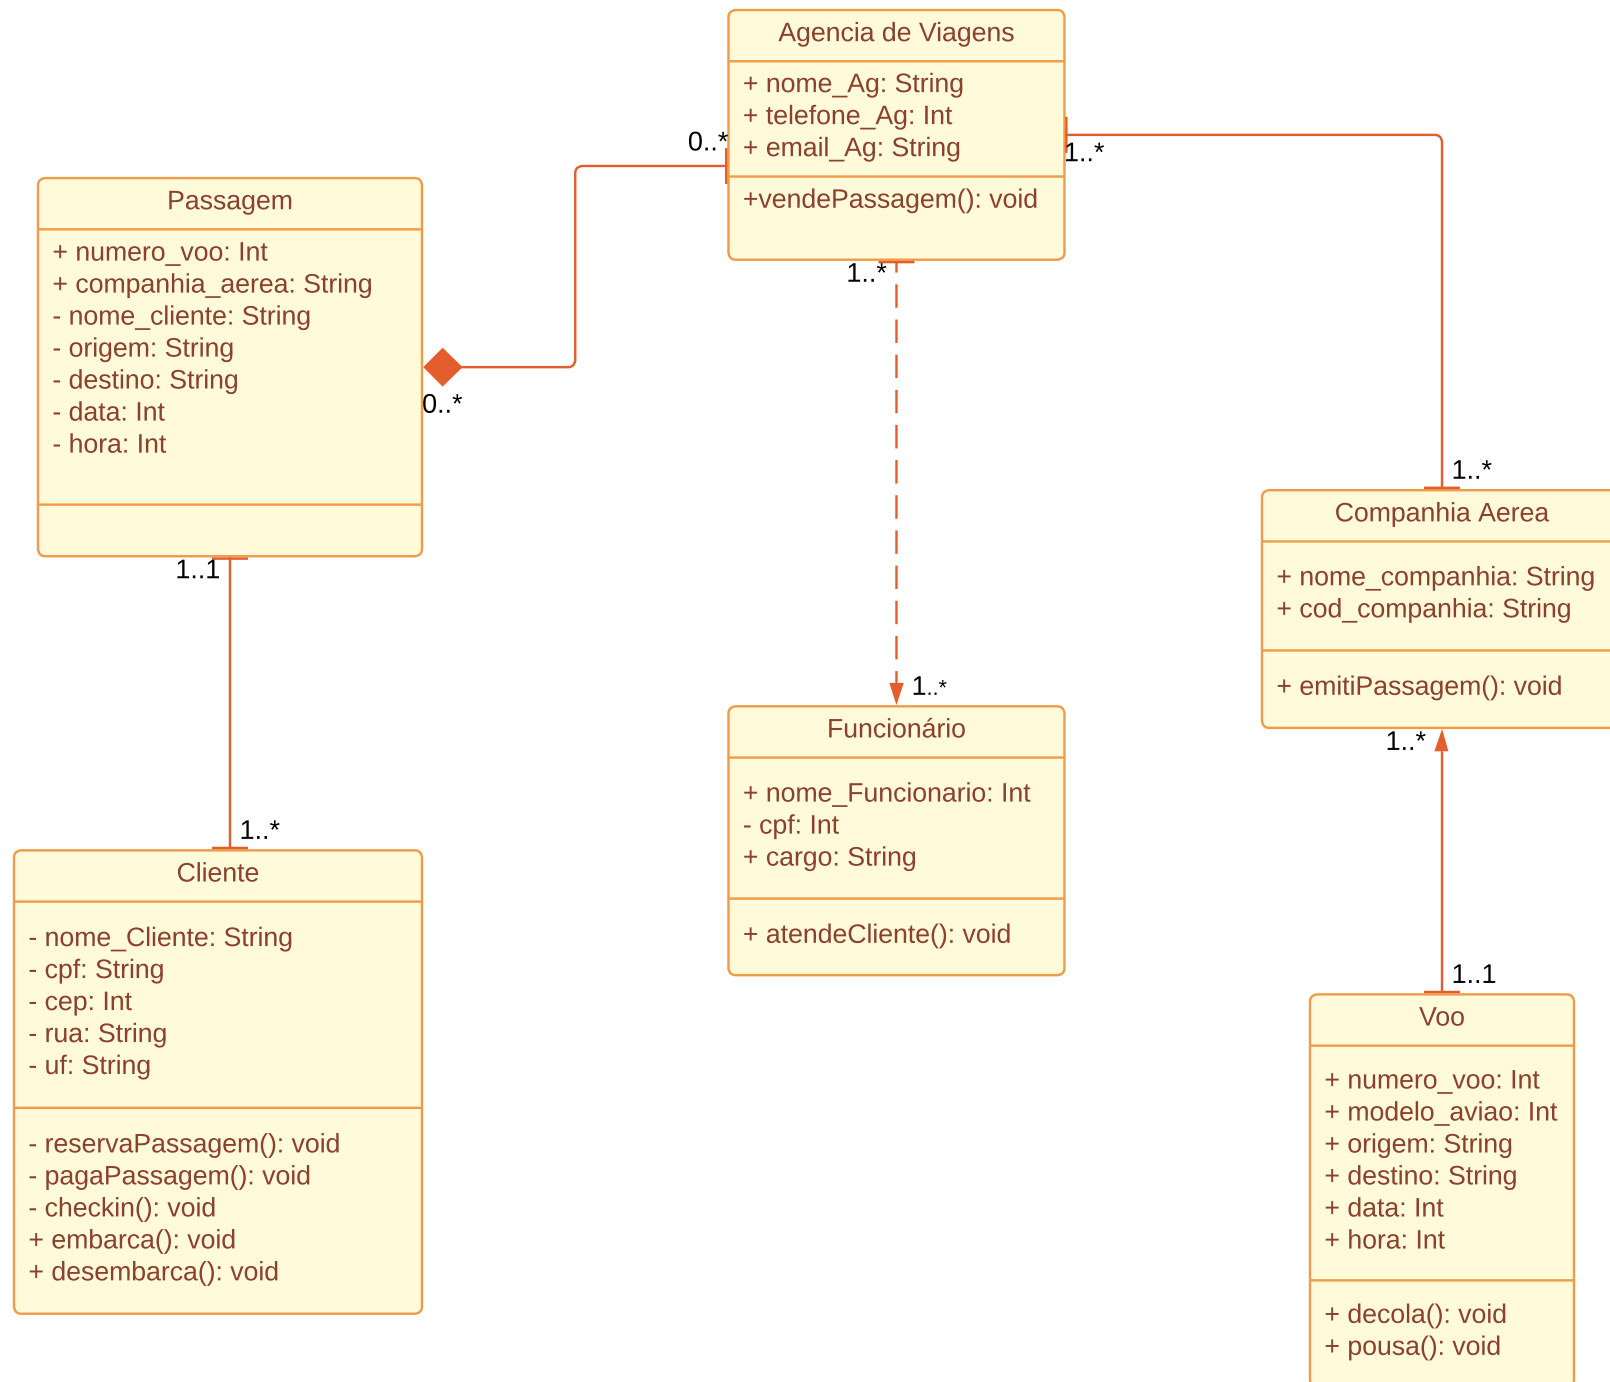 Agencia de Viagens
+ nome_Ag: String
+ telefone_Ag: Int
+ email_Ag: String
+vendePassagem(): void
0..*
1..*
1..*
Passagem
+ numero_voo: Int
+ companhia_aerea: String
- nome_cliente: String
- origem: String
- destino: String
- data: Int
- hora: Int
0..*
1..1
1..*
Companhia Aerea
+ nome_companhia: String
+ cod_companhia: String
+ emitiPassagem(): void
1..*
1..*
Funcionário
+ nome_Funcionario: Int
- cpf: Int
+ cargo: String
+ atendeCliente(): void
1..*
Cliente
- nome_Cliente: String
- cpf: String
- cep: Int
- rua: String
- uf: String
- reservaPassagem(): void
- pagaPassagem(): void
- checkin(): void
+ embarca(): void
+ desembarca(): void
1..1
Voo
+ numero_voo: Int
+ modelo_aviao: Int
+ origem: String
+ destino: String
+ data: Int
+ hora: Int
+ decola(): void
+ pousa(): void